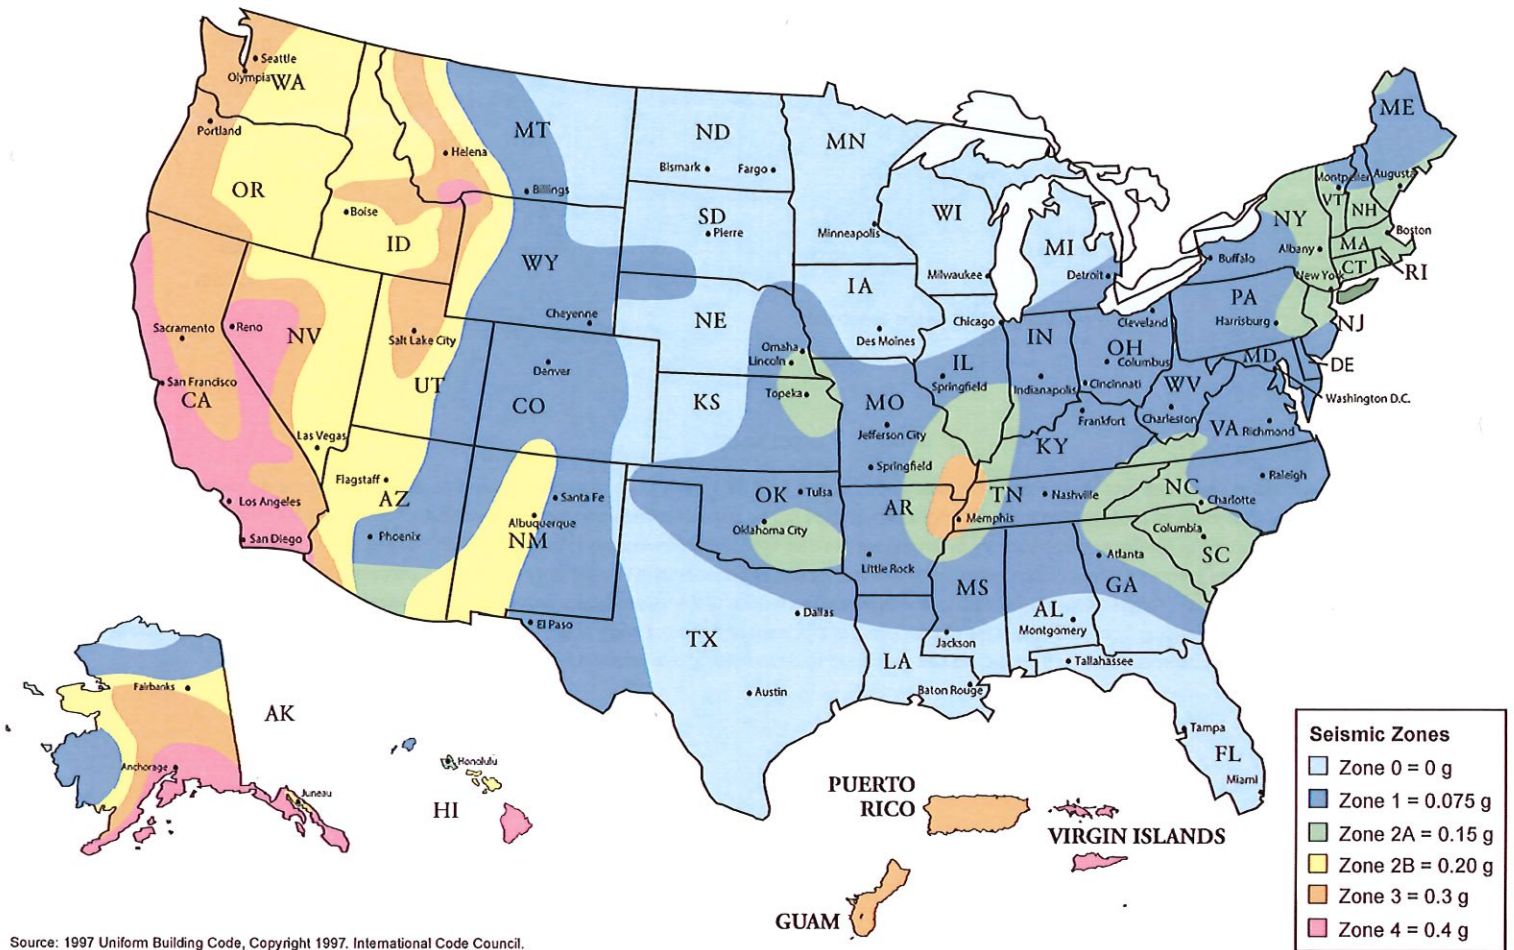 Seattle
Olympia
WA
Portland
OR
Boise
ID
Helena
MT
Billings
WY
Cheyenne
ND
Bismark
Fargo
SD
Pierre
MN
Minneapolis
WI
Milwaukee
MI
Detroit
ME
Augusta
Montpelier
VT
NH
NY
Albany
Buffalo
MA
Boston
CT
RI
New York
PA
Harrisburg
NJ
DE
MD
Washington D.C.
Sacramento
Reno
NV
San Francisco
CA
Las Vegas
Los Angeles
San Diego
Salt Lake City
UT
Denver
CO
NE
Omaha
Lincoln
IA
Des Moines
Chicago
IL
Springfield
IN
Indianapolis
OH
Cleveland
Columbus
Cincinnati
WV
Charleston
VA
Richmond
KS
Topeka
MO
Jefferson City
Springfield
KY
Frankfort
Flagstaff
AZ
Phoenix
Santa Fe
Albuquerque
NM
El Paso
OK
Tulsa
Oklahoma City
AR
Little Rock
TN
Nashville
Memphis
NC
Raleigh
Charlotte
Columbia
SC
Atlanta
GA
MS
Jackson
AL
Montgomery
TX
Dallas
Austin
LA
Baton Rouge
Tallahassee
Tampa
FL
Miami
Fairbanks
AK
Anchorage
Juneau
Honolulu
HI
PUERTO
RICO
VIRGIN ISLANDS
GUAM
Seismic Zones
Zone 0 = 0 g
Zone 1 = 0.075 g
Zone 2A = 0.15 g
Zone 2B = 0.20 g
Zone 3 = 0.3 g
Zone 4 = 0.4 g
Source: 1997 Uniform Building Code, Copyright 1997. International Code Council.